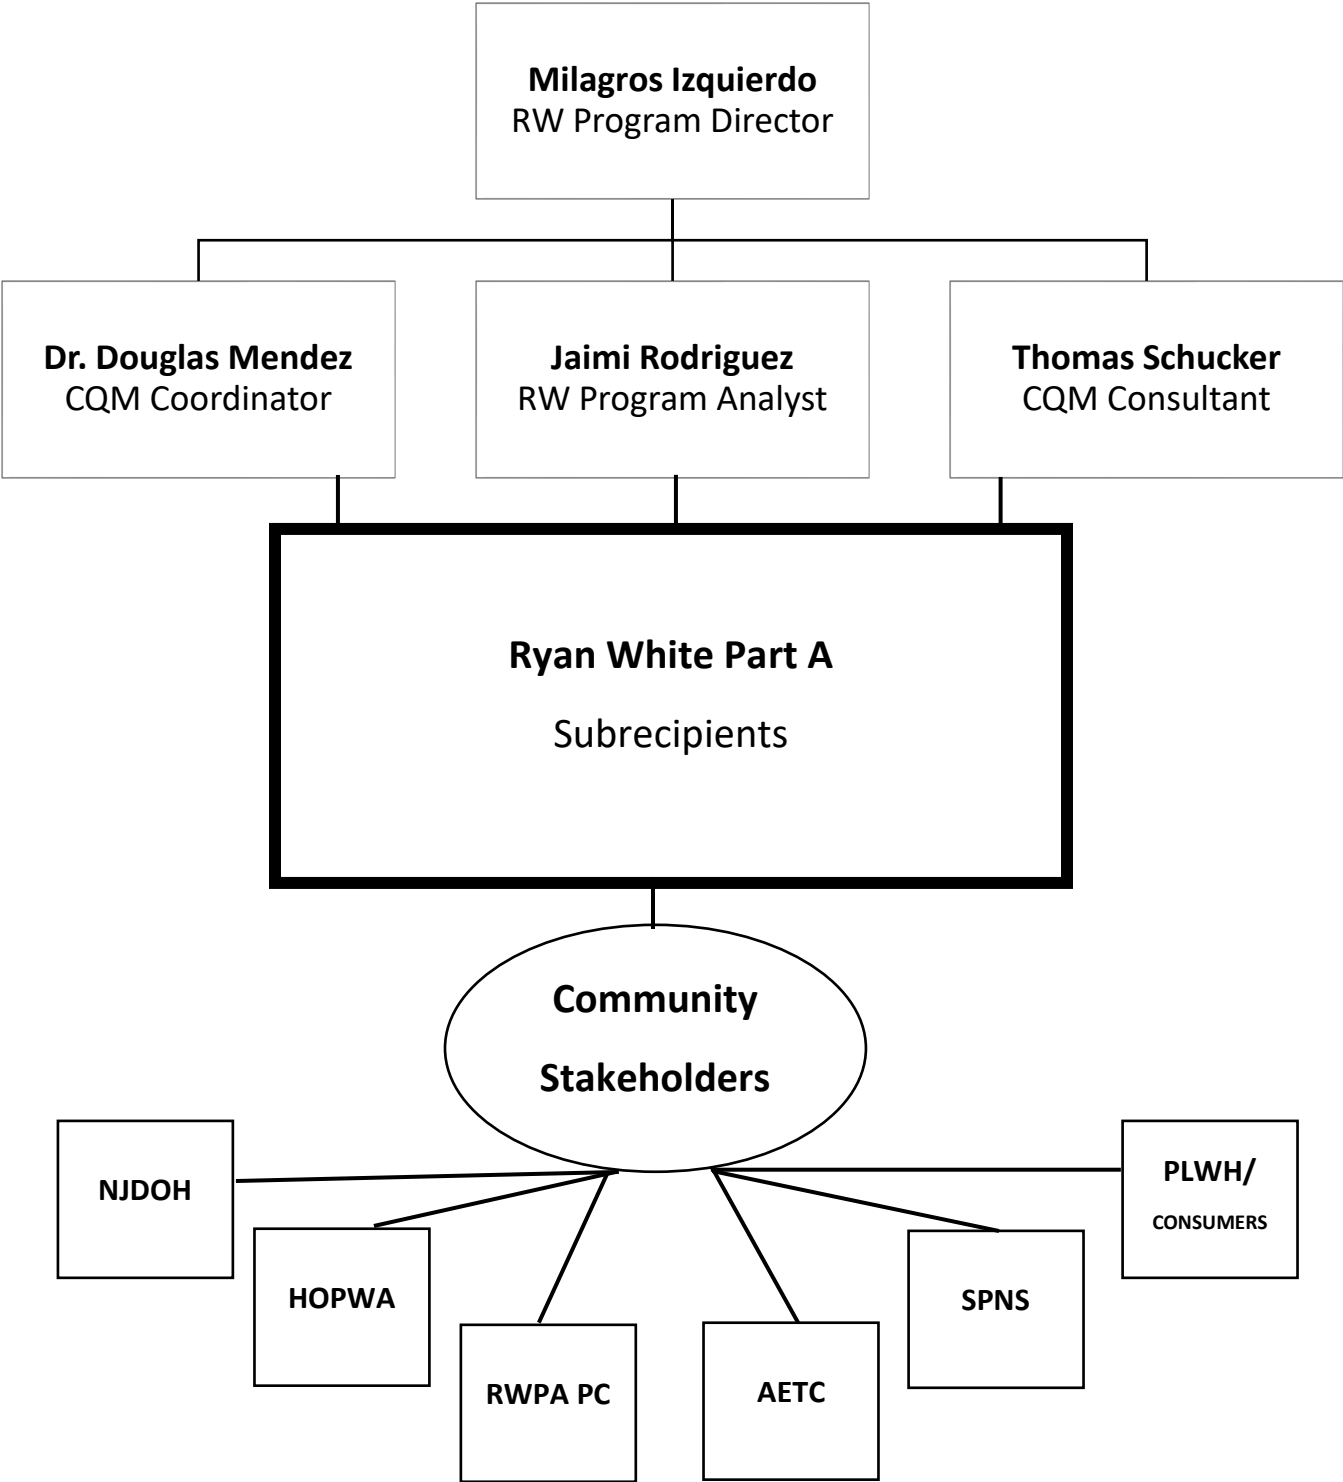 Milagros Izquierdo
RW Program Director
Dr. Douglas Mendez
CQM Coordinator
Jaimi Rodriguez
RW Program Analyst
Thomas Schucker
CQM Consultant
Ryan White Part A
Subrecipients
Community
Stakeholders
NJDOH
HOPWA
RWPA PC
AETC
SPNS
PLWH/
CONSUMERS